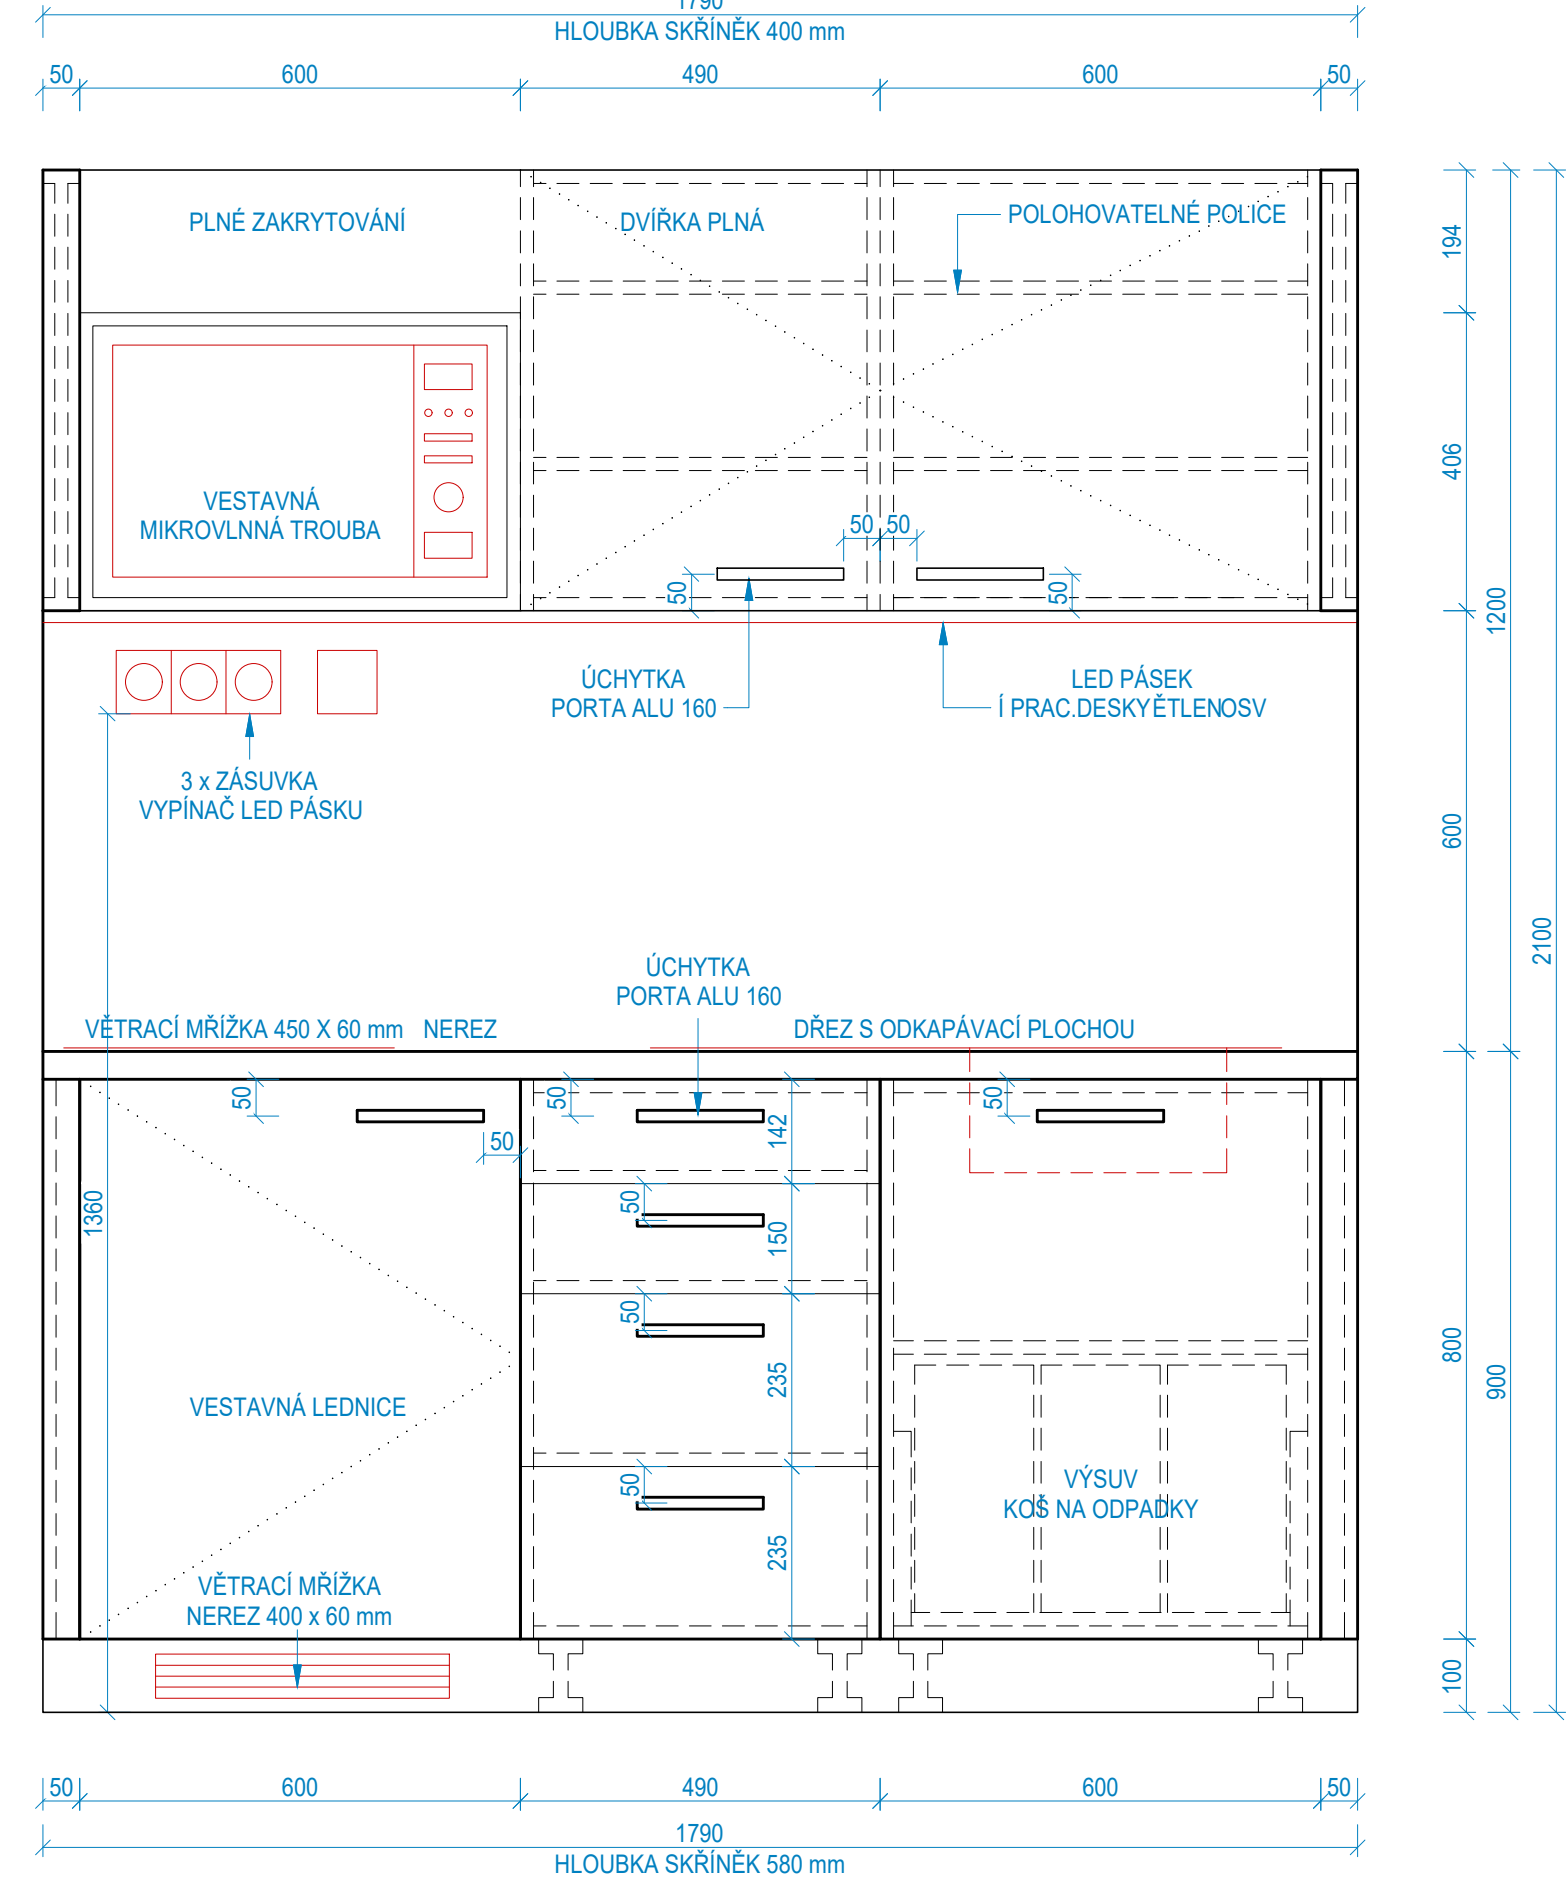 1790
HLOUBKA SKŘÍNĚK 400 mm
50 600 490 600 50
PLNÉ ZAKRYTOVÁNÍ
DVÍŘKA PLNÁ
POLOHOVATELNÉ POLICE
194
406
VESTAVNÁ
MIKROVLNNÁ TROUBA
50 50
50
50
1200
ÚCHYTKA
PORTA ALU 160
LED PÁSEK
Í PRAC.DESKYĚTLENOSV
3 x ZÁSUVKA
VYPÍNAČ LED PÁSKU
600
2100
ÚCHYTKA
PORTA ALU 160
VĚTRACÍ MŘÍŽKA 450 X 60 mm NEREZ
DŘEZ S ODKAPÁVACÍ PLOCHOU
50
50
50
142
50
1360
50
150
50
235
800
900
VESTAVNÁ LEDNICE
50
235
VÝSUV
KOŠ NA ODPADKY
VĚTRACÍ MŘÍŽKA
NEREZ 400 x 60 mm
100
50 600 490 600 50
1790
HLOUBKA SKŘÍNĚK 580 mm